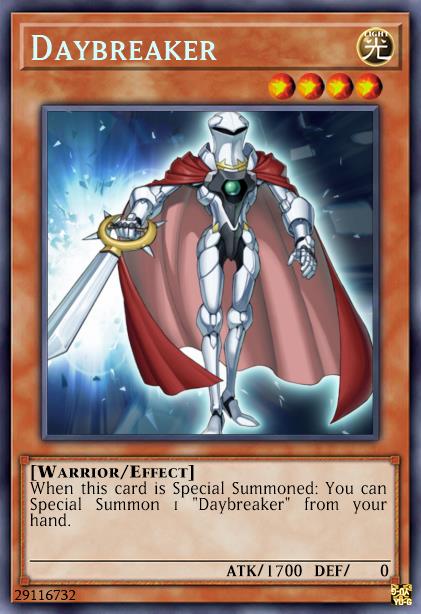 Daybreaker
LIGHT
光
[Warrior/Effect]
When this card is Special Summoned: You can
Special Summon 1 "Daybreaker" from your
hand.
ATK/1700 DEF/ 0
29116732